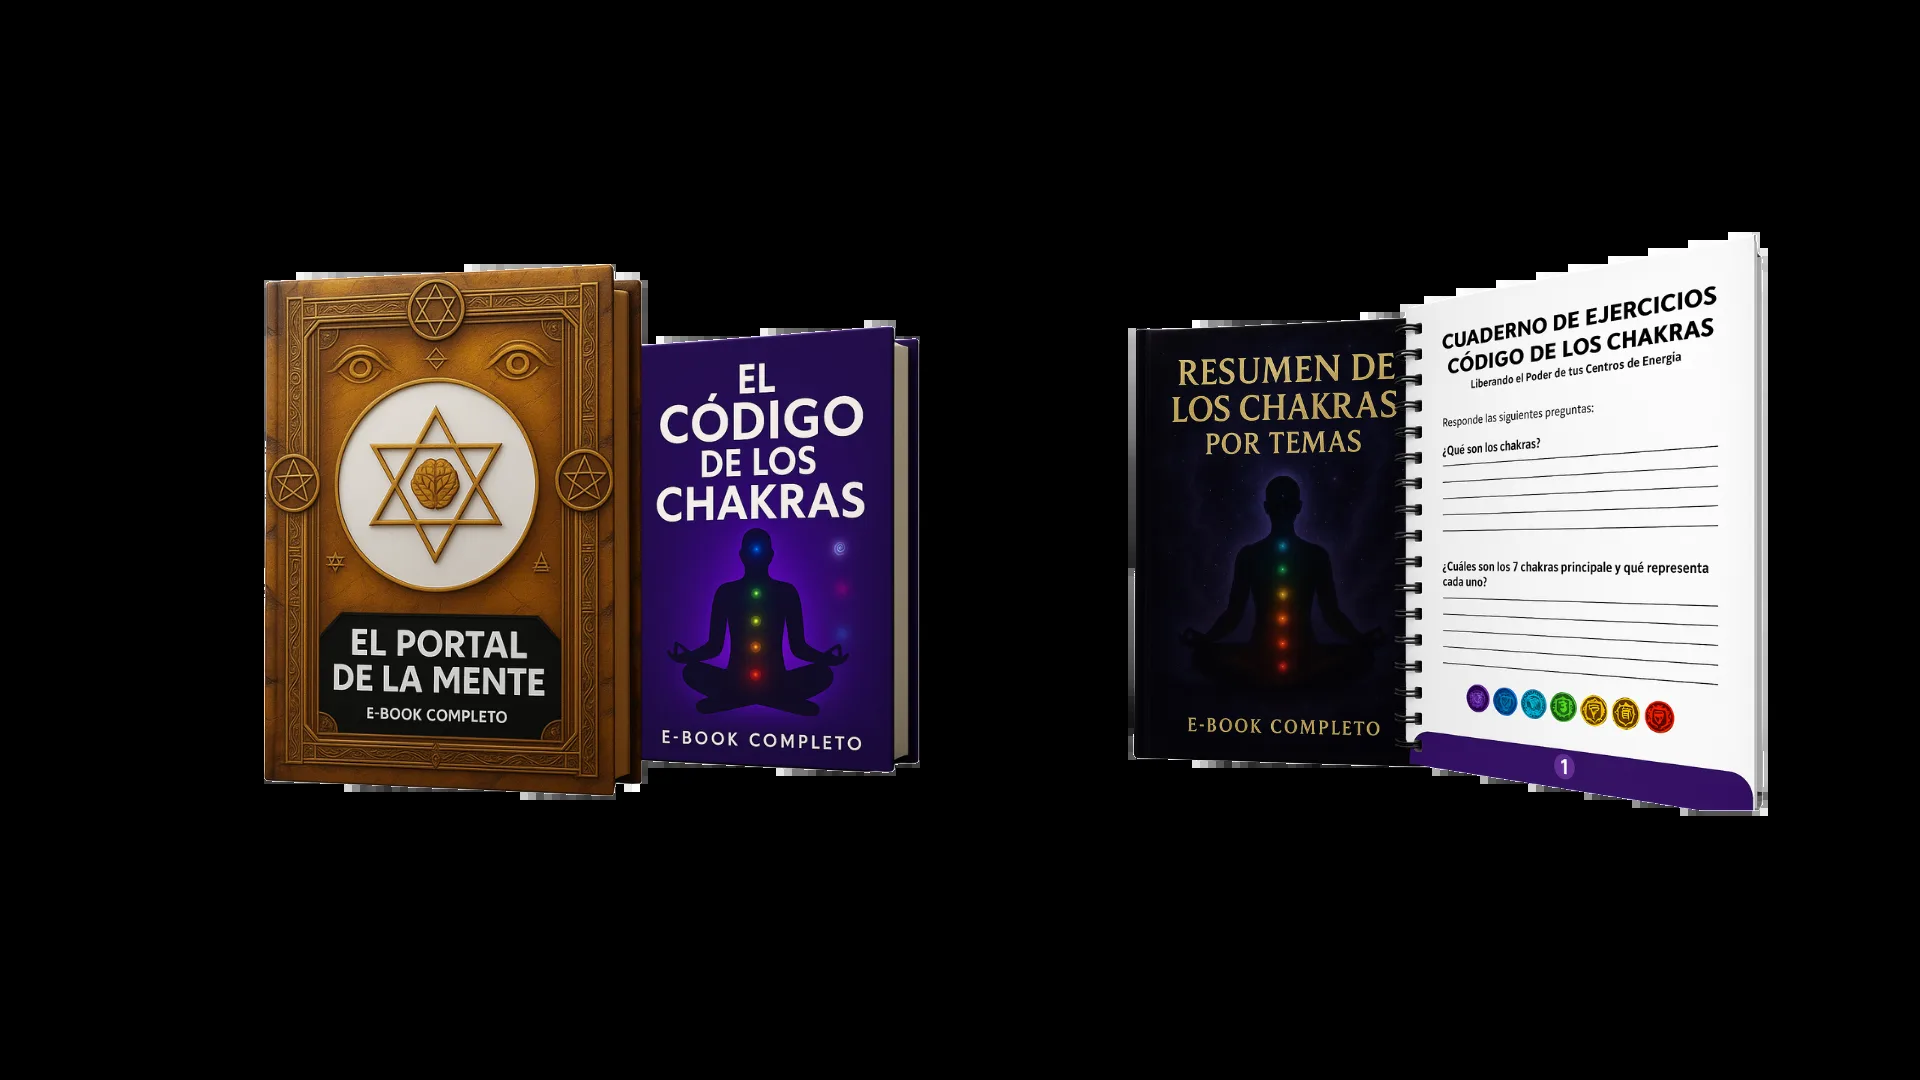 EL PORTAL
DE LA MENTE
E-BOOK COMPLETO
EL
CÓDIGO
DE LOS
CHAKRAS
E-BOOK COMPLETO
RESUMEN DE
LOS CHAKRAS
POR TEMAS
E-BOOK COMPLETO
CUADERNO DE EJERCICIOS
CÓDIGO DE LOS CHAKRAS
Liberando el Poder de tus Centros de Energía
Responde las siguientes preguntas:
¿Qué son los chakras?
¿Cuáles son los 7 chakras principale y qué representa
cada uno?
1